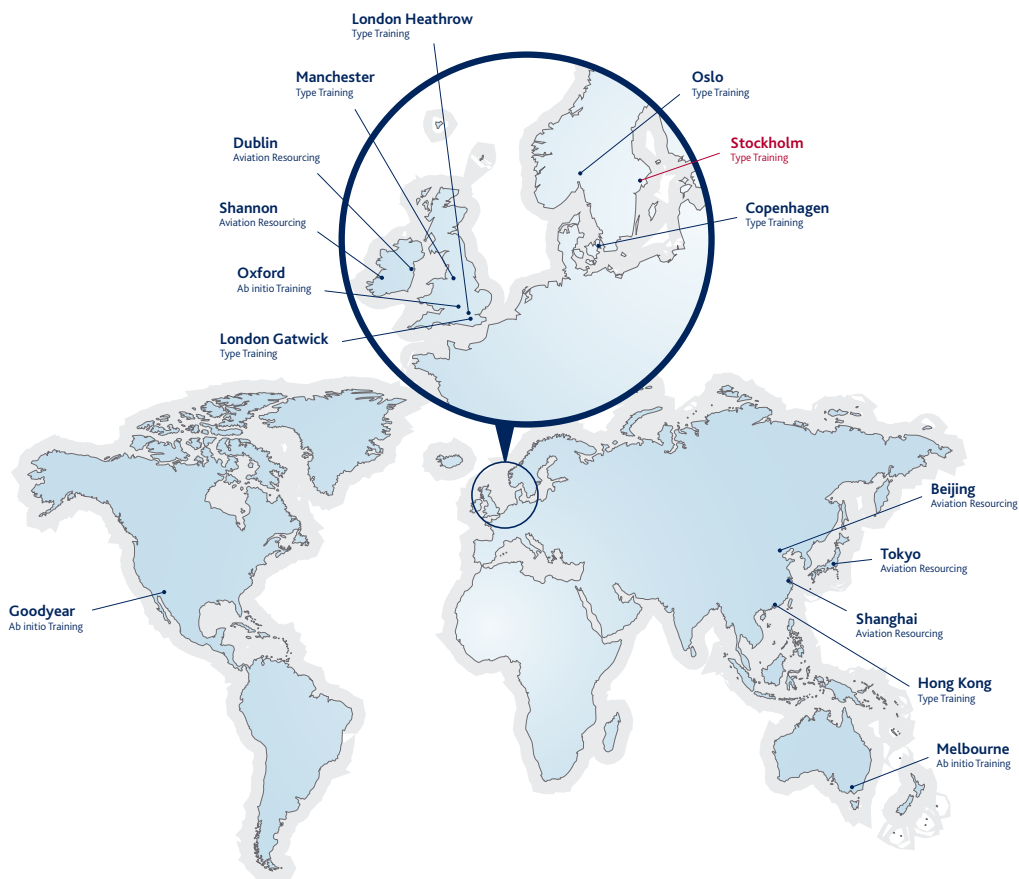 London Heathrow
Type Training
Manchester
Type Training
Oslo
Type Training
Dublin
Aviation Resourcing
Stockholm
Type Training
Shannon
Aviation Resourcing
Copenhagen
Type Training
Oxford
Ab initio Training
London Gatwick
Type Training
Beijing
Aviation Resourcing
Tokyo
Aviation Resourcing
Goodyear
Ab initio Training
Shanghai
Aviation Resourcing
Hong Kong
Type Training
Melbourne
Ab initio Training